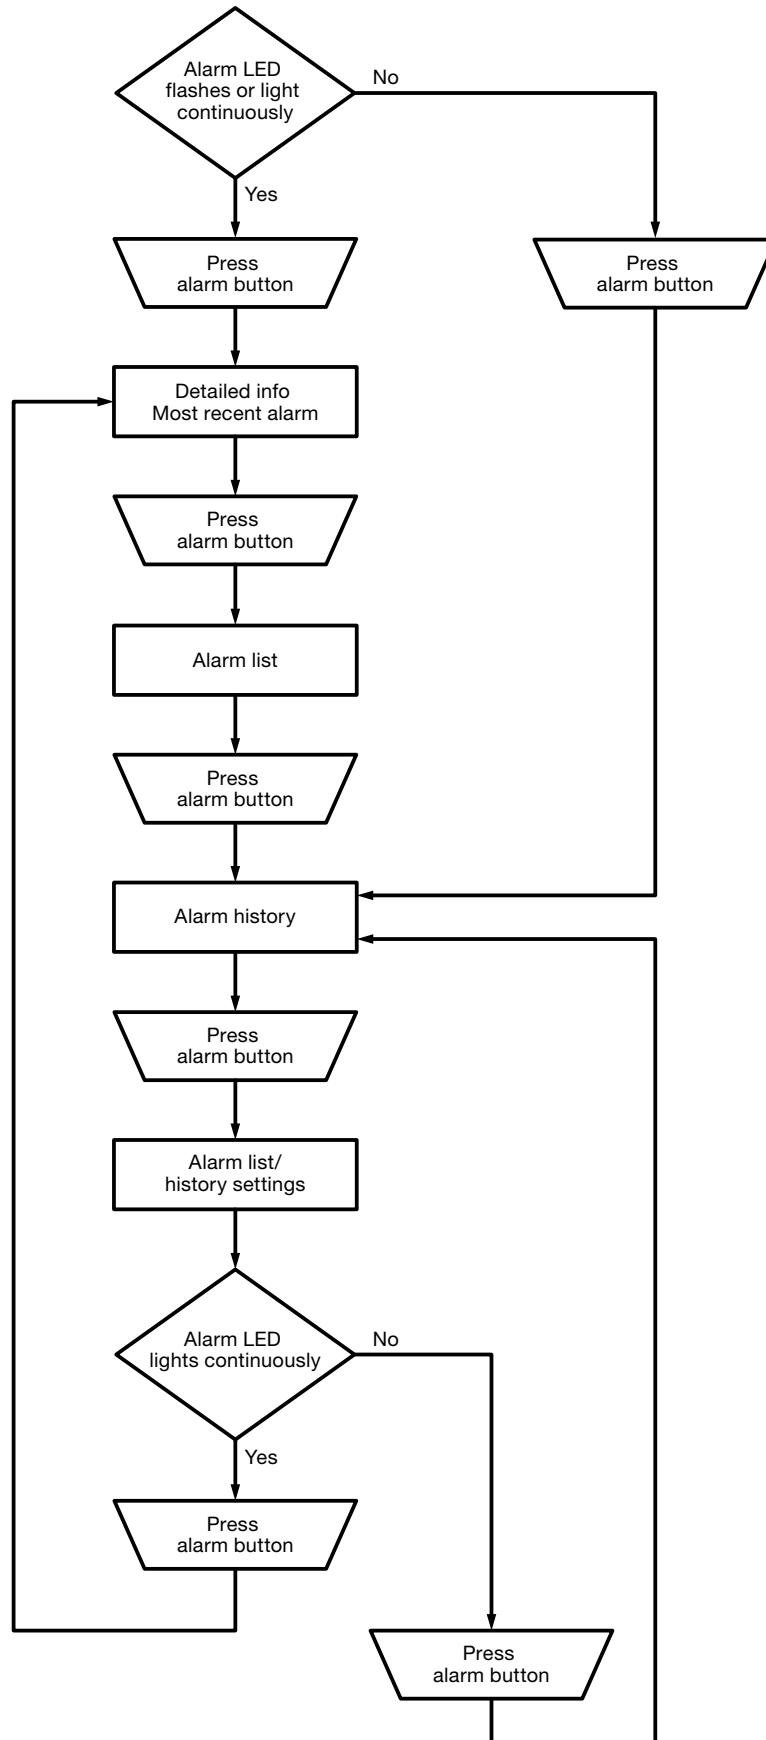 Alarm LED
flashes or light
continuously
No
Yes
Press
alarm button
Press
alarm button
Detailed info
Most recent alarm
Press
alarm button
Alarm list
Press
alarm button
Alarm history
Press
alarm button
Alarm list/
history settings
Alarm LED
lights continuously
No
Yes
Press
alarm button
Press
alarm button